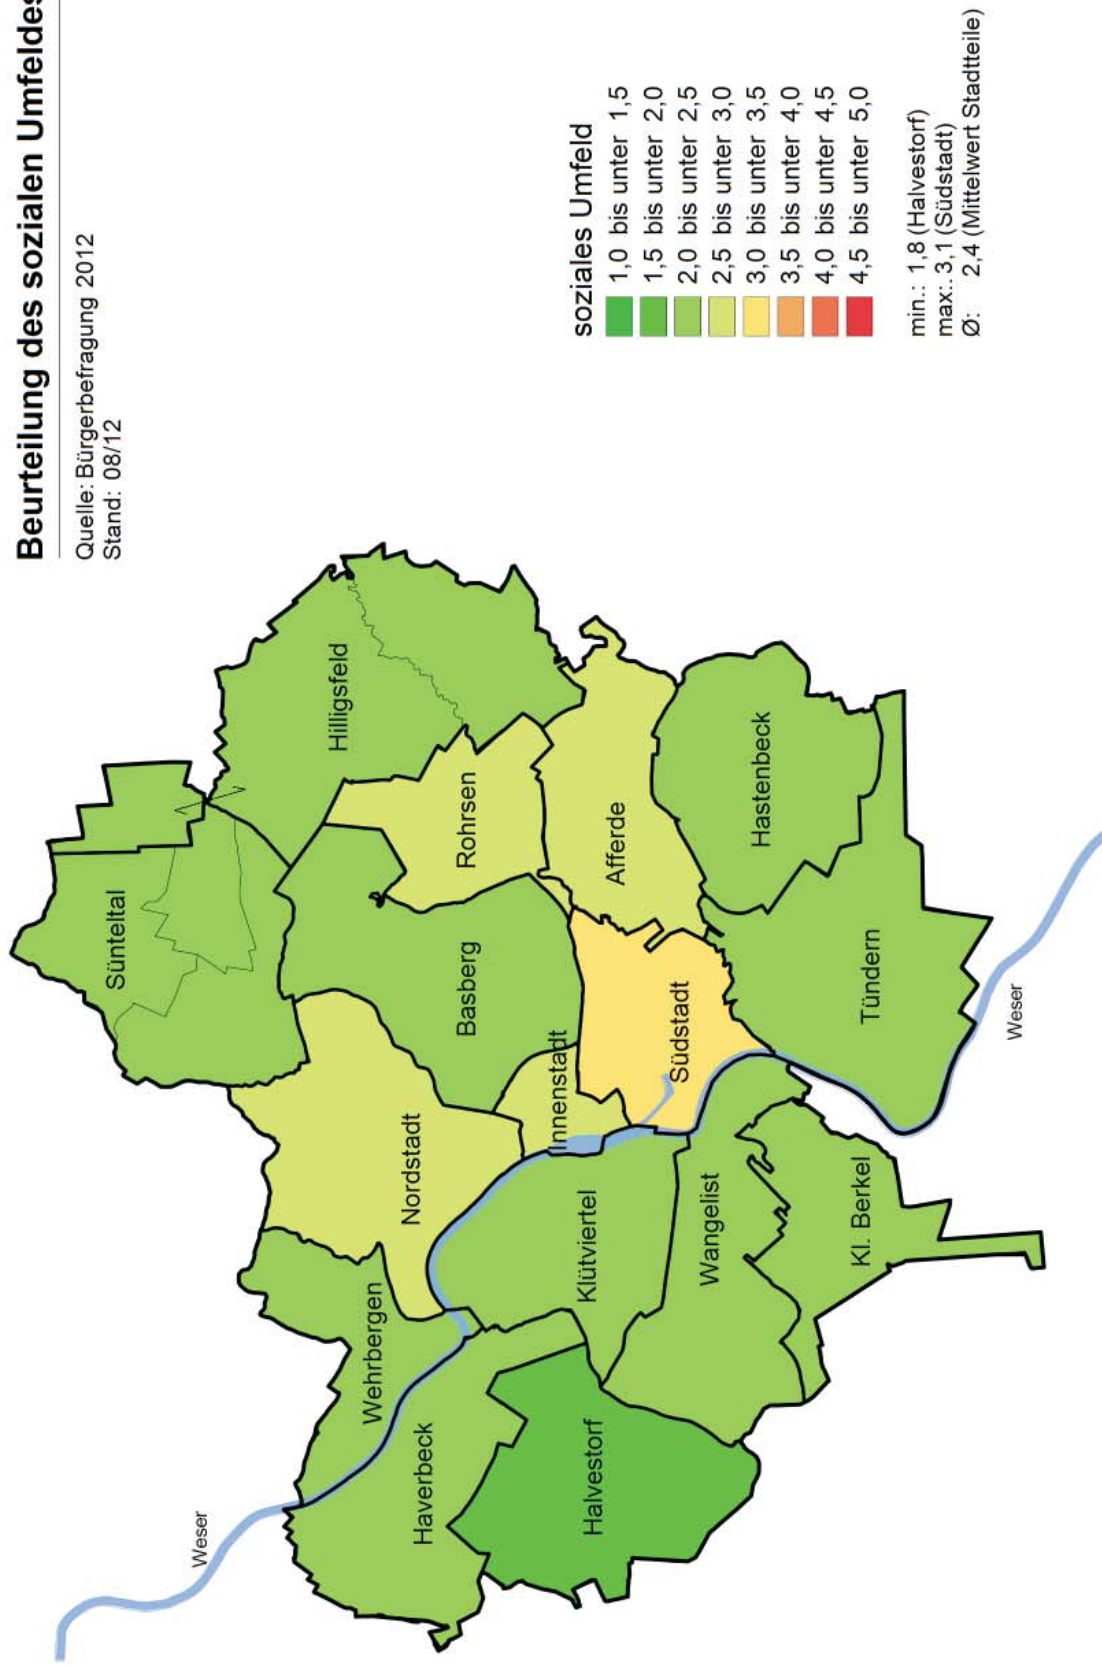 Beurteilung des sozialen Umfeldes
Quelle: Bürgerbefragung 2012
Stand: 08/12
Weser
Haverbeck
Wehrbergen
Halvestorf
Nordstadt
Klütviertel
Wangelist
Kl. Berkel
Sünteltal
Basberg
Innenstadt
Südstadt
Tündern
Weser
Hilligsfeld
Rohrsen
Afferde
Hastenbeck
soziales Umfeld
1,0 bis unter 1,5
1,5 bis unter 2,0
2,0 bis unter 2,5
2,5 bis unter 3,0
3,0 bis unter 3,5
3,5 bis unter 4,0
4,0 bis unter 4,5
4,5 bis unter 5,0
min.: 1,8 (Halvestorf)
max:. 3,1 (Südstadt)
Ø: 2,4 (Mittelwert Stadtteile)